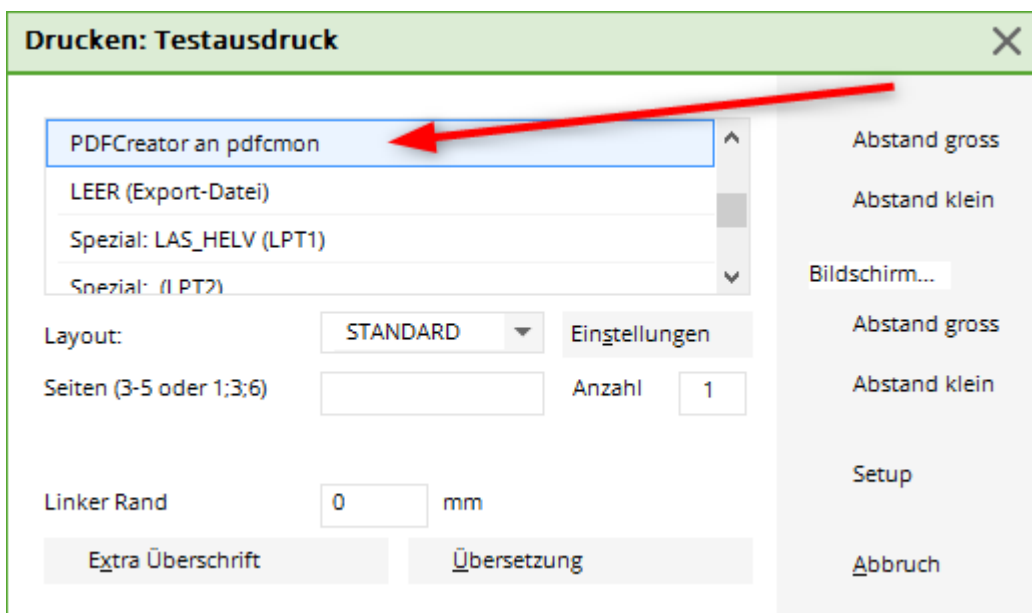 Drucken: Testausdruck
PDFCreator an pdfcmon
LEER (Export-Datei)
Spezial: LAS_HELV (LPT1)
Spezial: (LPT2)
Layout:
STANDARD
Einstellungen
Seiten (3-5 oder 1;3;6)
Anzahl
1
Linker Rand
0
mm
Extra Überschrift
Übersetzung
Abstand gross
Abstand klein
Bildschirm...
Abstand gross
Abstand klein
Setup
Abbruch